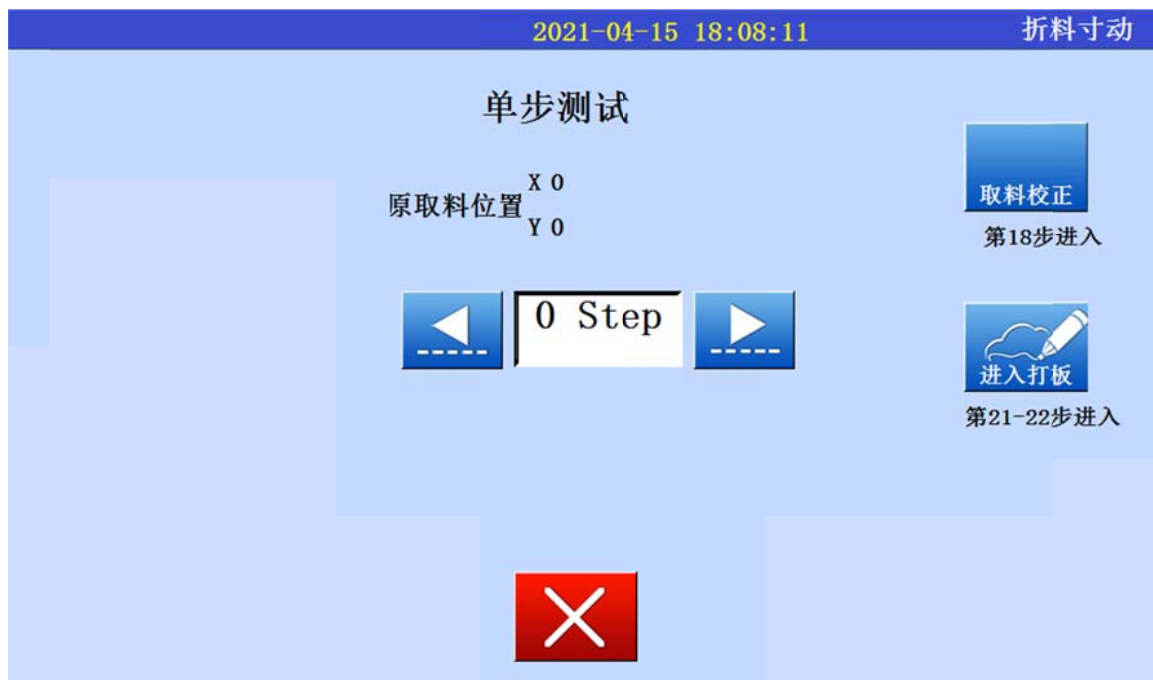 2021-04-15 18:08:11
折料寸动
单步测试
原取料位置
X 0
Y 0
取料校正
第18步进入
0 Step
进入打板
第21-22步进入